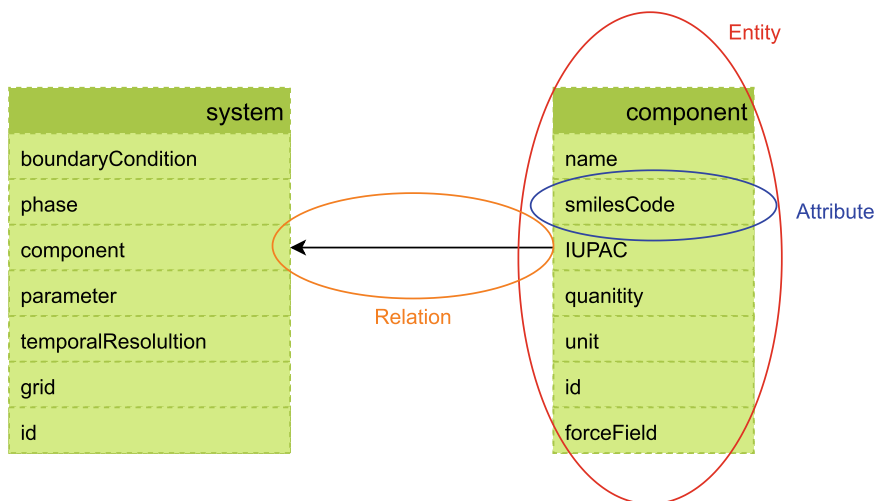 Entity
system
boundaryCondition
phase
component
parameter
temporalResolultion
grid
id
Relation
component
name
smilesCode
IUPAC
quanitity
unit
id
forceField
Attribute